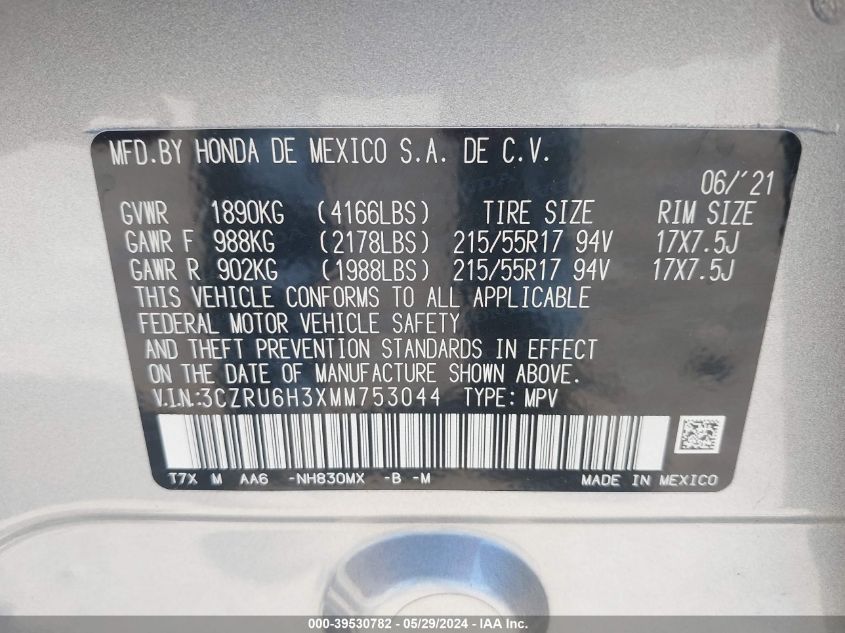 MFD.BY HONDA DE MEXICO S.A. DE C.V.
06/'21
GVWR 1890KG (4166LBS) TIRE SIZE RIM SIZE
GAWR F 988KG (2178LBS) 215/55R17 94V 17X7.5J
GAWR R 902KG (1988LBS) 215/55R17 94V 17X7.5J
THIS VEHICLE CONFORMS TO ALL APPLICABLE
FEDERAL MOTOR VEHICLE SAFETY
AND THEFT PREVENTION STANDARDS IN EFFECT
ON THE DATE OF MANUFACTURE SHOWN ABOVE.
V.I.N.:3CZRU6H3XMM753044 TYPE: MPV
T7X M AA6 -NH830MX -B -M MADE IN MEXICO
000-39530782 - 05/29/2024 - IAA Inc.